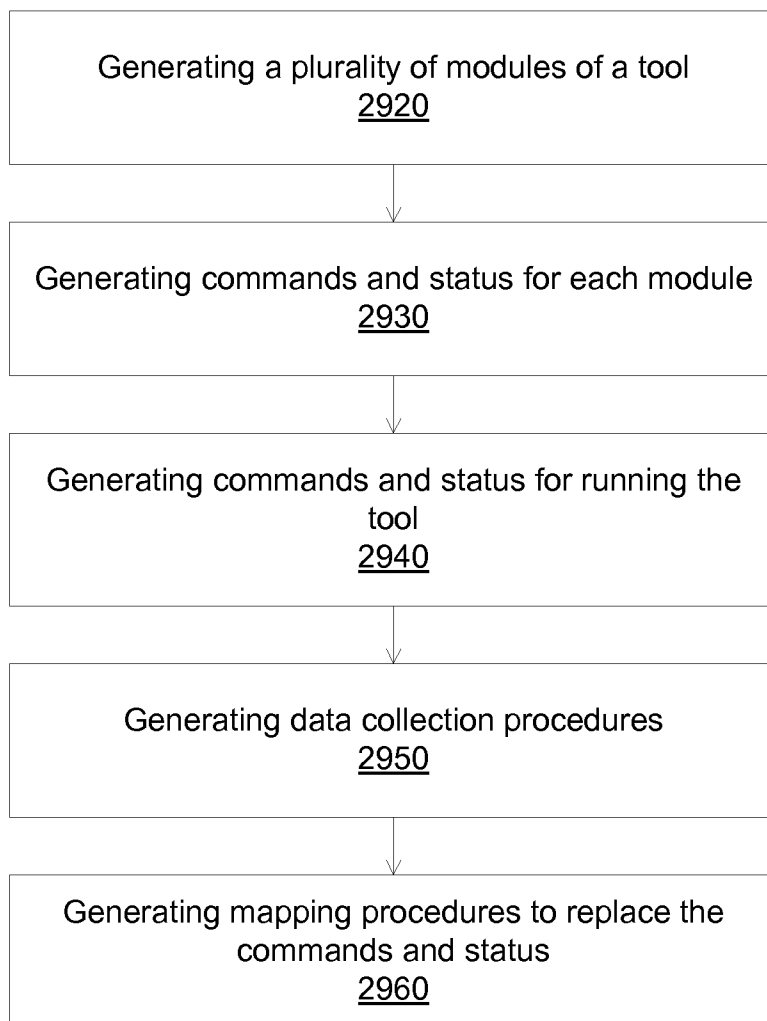 Generating a plurality of modules of a tool
2920
Generating commands and status for each module
2930
Generating commands and status for running the
tool
2940
Generating data collection procedures
2950
Generating mapping procedures to replace the
commands and status
2960